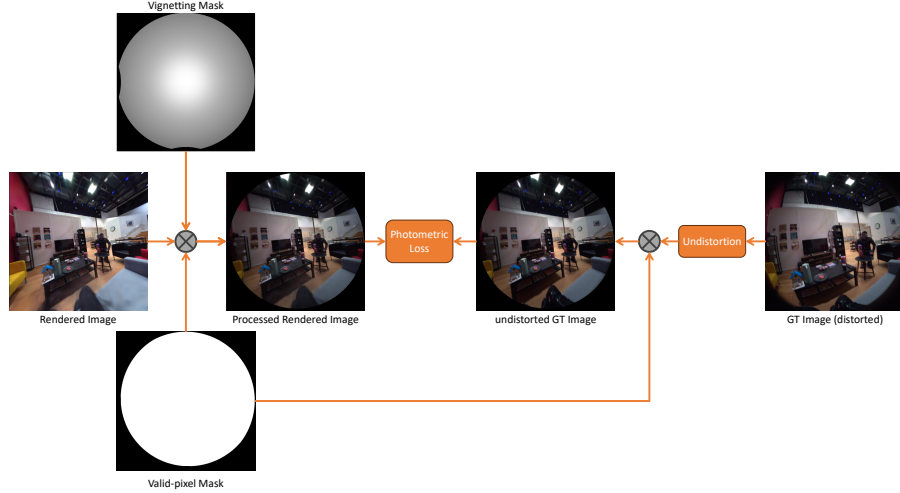 Vignetting Mask
Photometric
Loss
Undistortion
Rendered Image
Processed Rendered Image
undistorted GT Image
GT Image (distorted)
Valid-pixel Mask